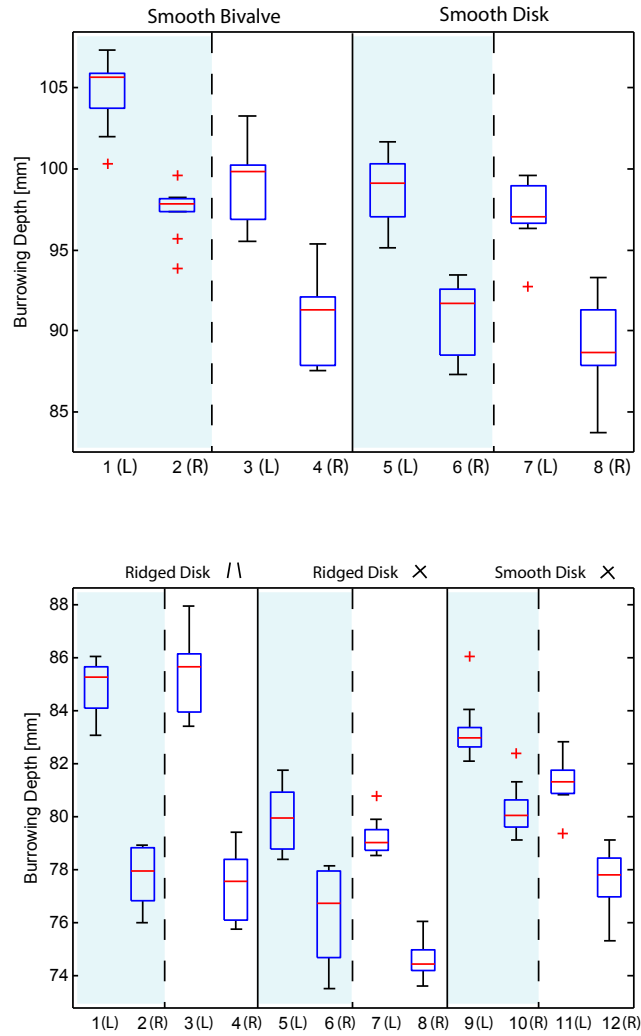 Smooth Bivalve Smooth Disk
105
100
95
90
85
Burrowing Depth [mm]
1 (L) 2 (R) 3 (L) 4 (R) 5 (L) 6 (R) 7 (L) 8 (R)
Ridged Disk Ridged Disk Smooth Disk
88
86
84
82
80
78
76
74
Burrowing Depth [mm]
1(L) 2(R) 3(L) 4(R) 5(L) 6(R) 7(L) 8(R) 9(L) 10(R) 11(L) 12(R)